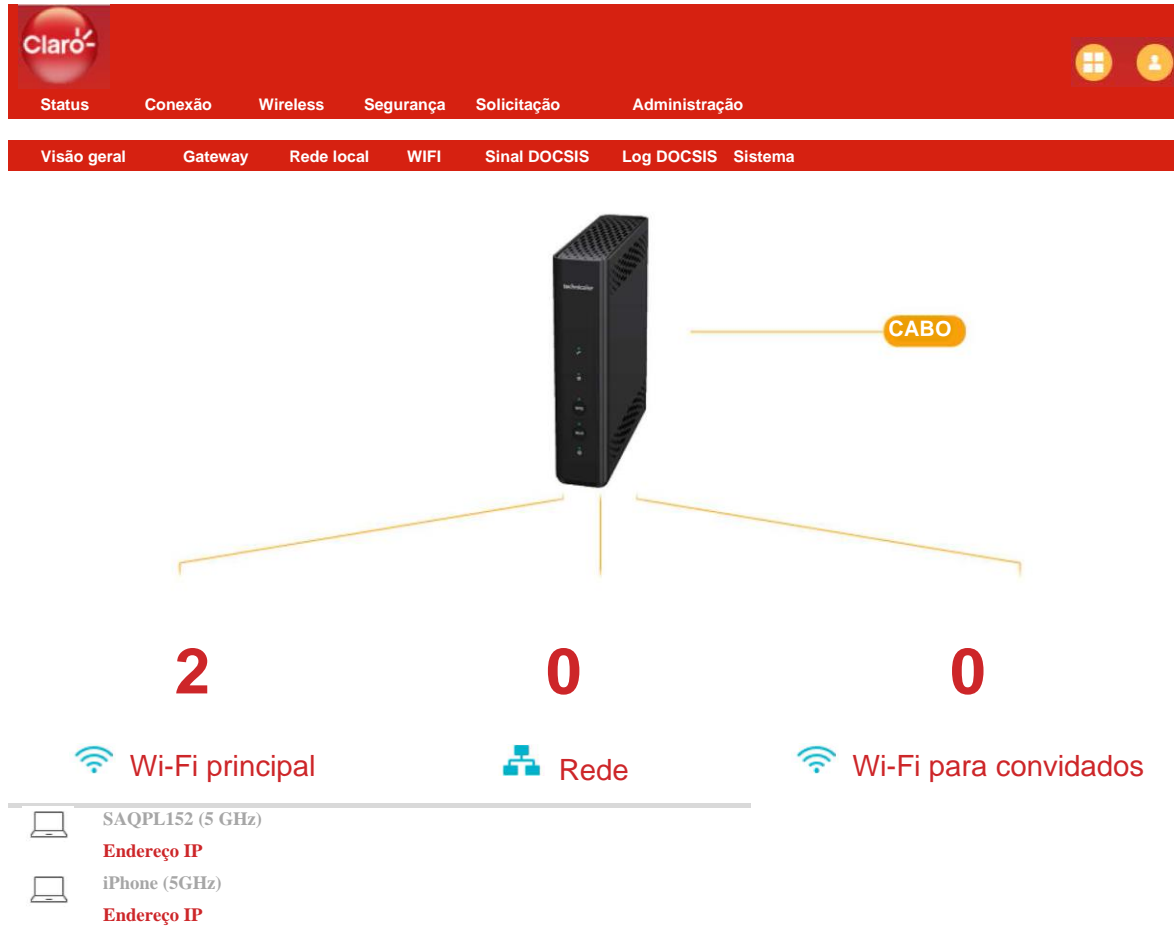 Claro
Status Conexão Wireless Segurança Solicitação Administração
Visão geral Gateway Rede local WIFI Sinal DOCSIS Log DOCSIS Sistema
technicolor
CABO
2 0 0
Wi-Fi principal Rede Wi-Fi para convidados
SAQPL152 (5 GHz)
Endereço IP
iPhone (5GHz)
Endereço IP